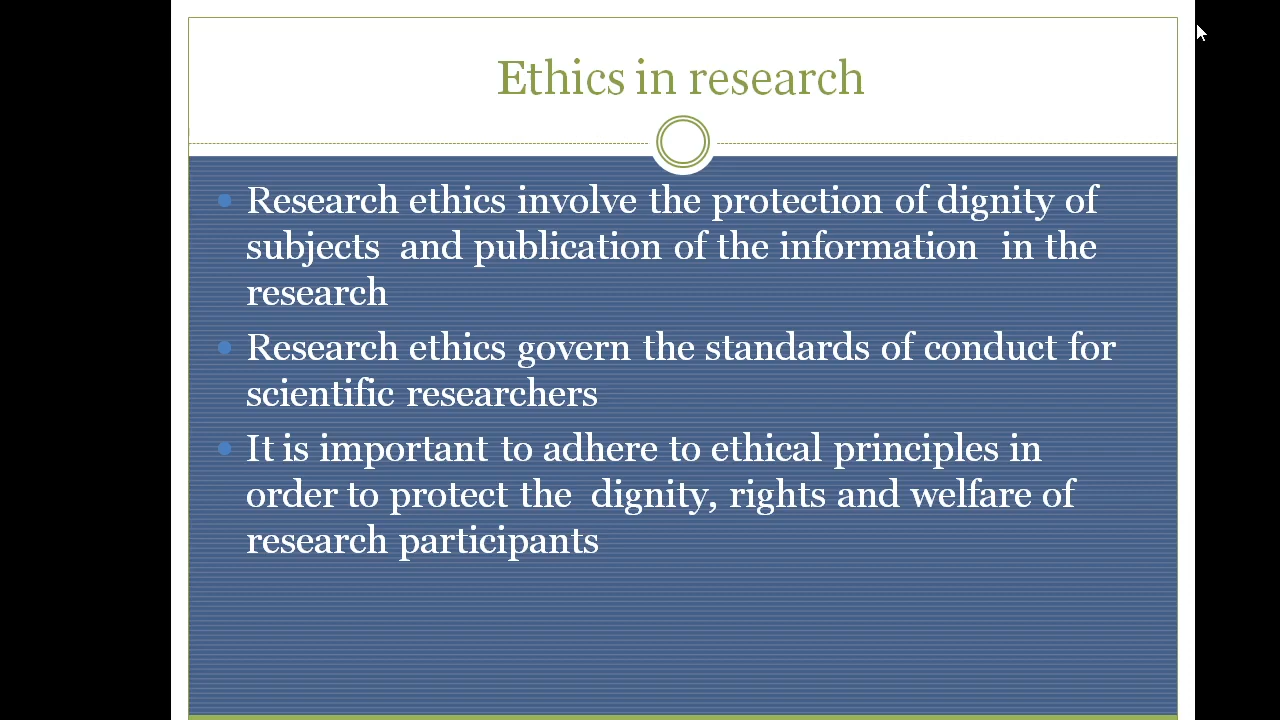 Ethics in research
Research ethics involve the protection of dignity of
subjects and publication of the information in the
research
Research ethics govern the standards of conduct for
scientific researchers
It is important to adhere to ethical principles in
order to protect the dignity, rights and welfare of
research participants